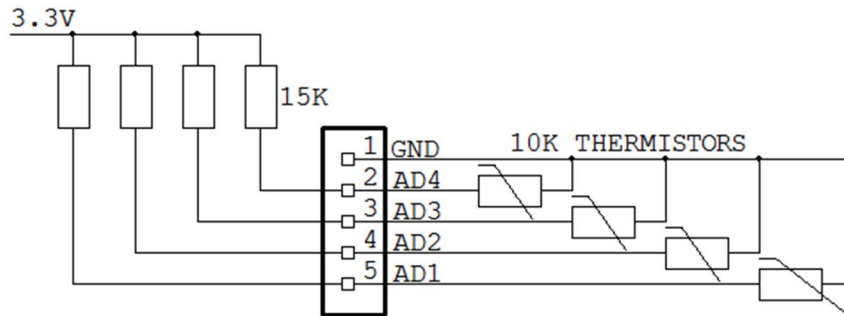 3.3V
15K
1 GND 10K THERMISTORS
2 AD4
3 AD3
4 AD2
5 AD1